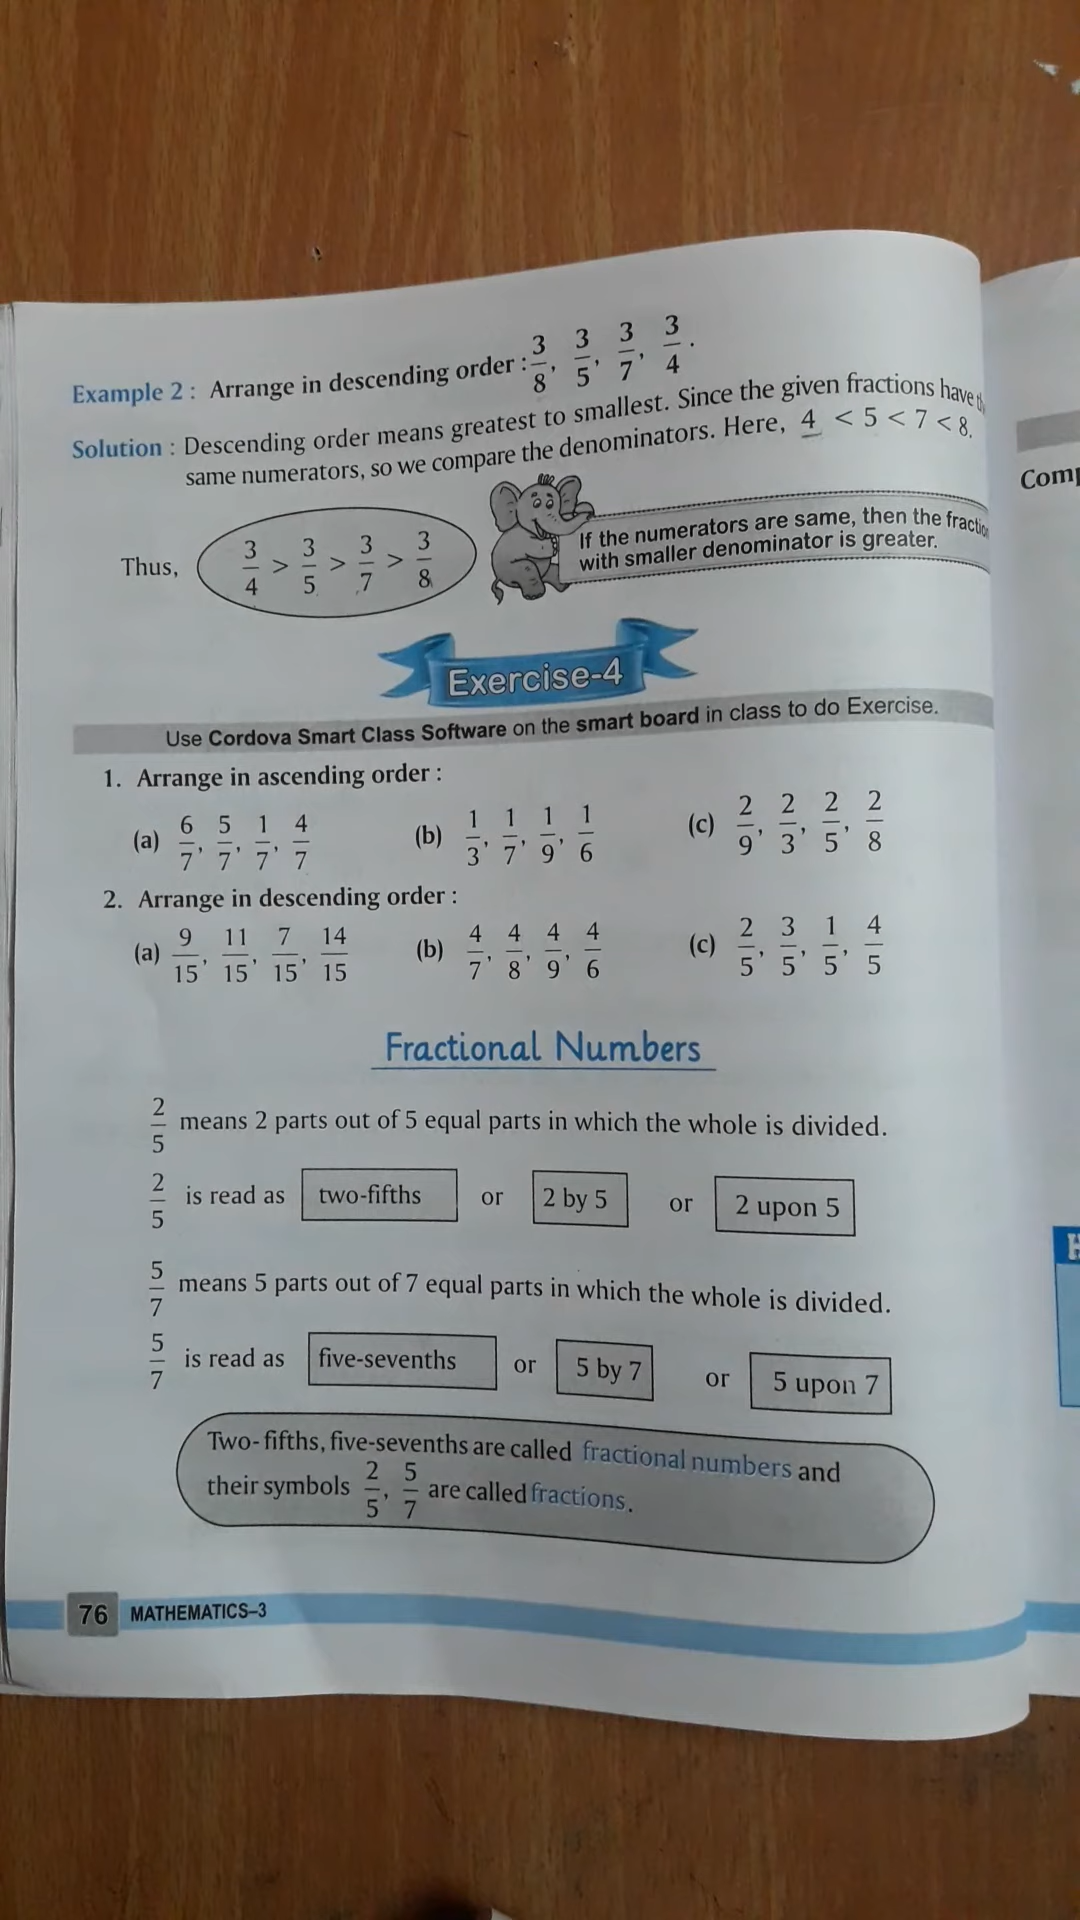 Example 2 : Arrange in descending order : 3/8, 3/5, 3/7, 3/4.
Solution : Descending order means greatest to smallest. Since the given fractions have
same numerators, so we compare the denominators. Here, 4 < 5 < 7 < 8.
Thus, 3/4 > 3/5 > 3/7 > 3/8
If the numerators are same, then the
with smaller denominator is greater.
Exercise-4
Use Cordova Smart Class Software on the smart board in class to do Exercise.
1. Arrange in ascending order :
(a) 6/7, 5/7, 1/7, 4/7 (b) 1/3, 1/7, 1/9, 1/6 (c) 2/9, 2/3, 2/5, 2/8
2. Arrange in descending order :
(a) 9/15, 11/15, 7/15, 14/15 (b) 4/7, 4/8, 4/9, 4/6 (c) 2/5, 3/5, 1/5, 4/5
Fractional Numbers
2/5 means 2 parts out of 5 equal parts in which the whole is divided.
2/5 is read as two-fifths or 2 by 5 or 2 upon 5
5/7 means 5 parts out of 7 equal parts in which the whole is divided.
5/7 is read as five-sevenths or 5 by 7 or 5 upon 7
Two-fifths, five-sevenths are called fractional numbers and
their symbols 2/5, 5/7 are called fractions.
76 MATHEMATICS–3